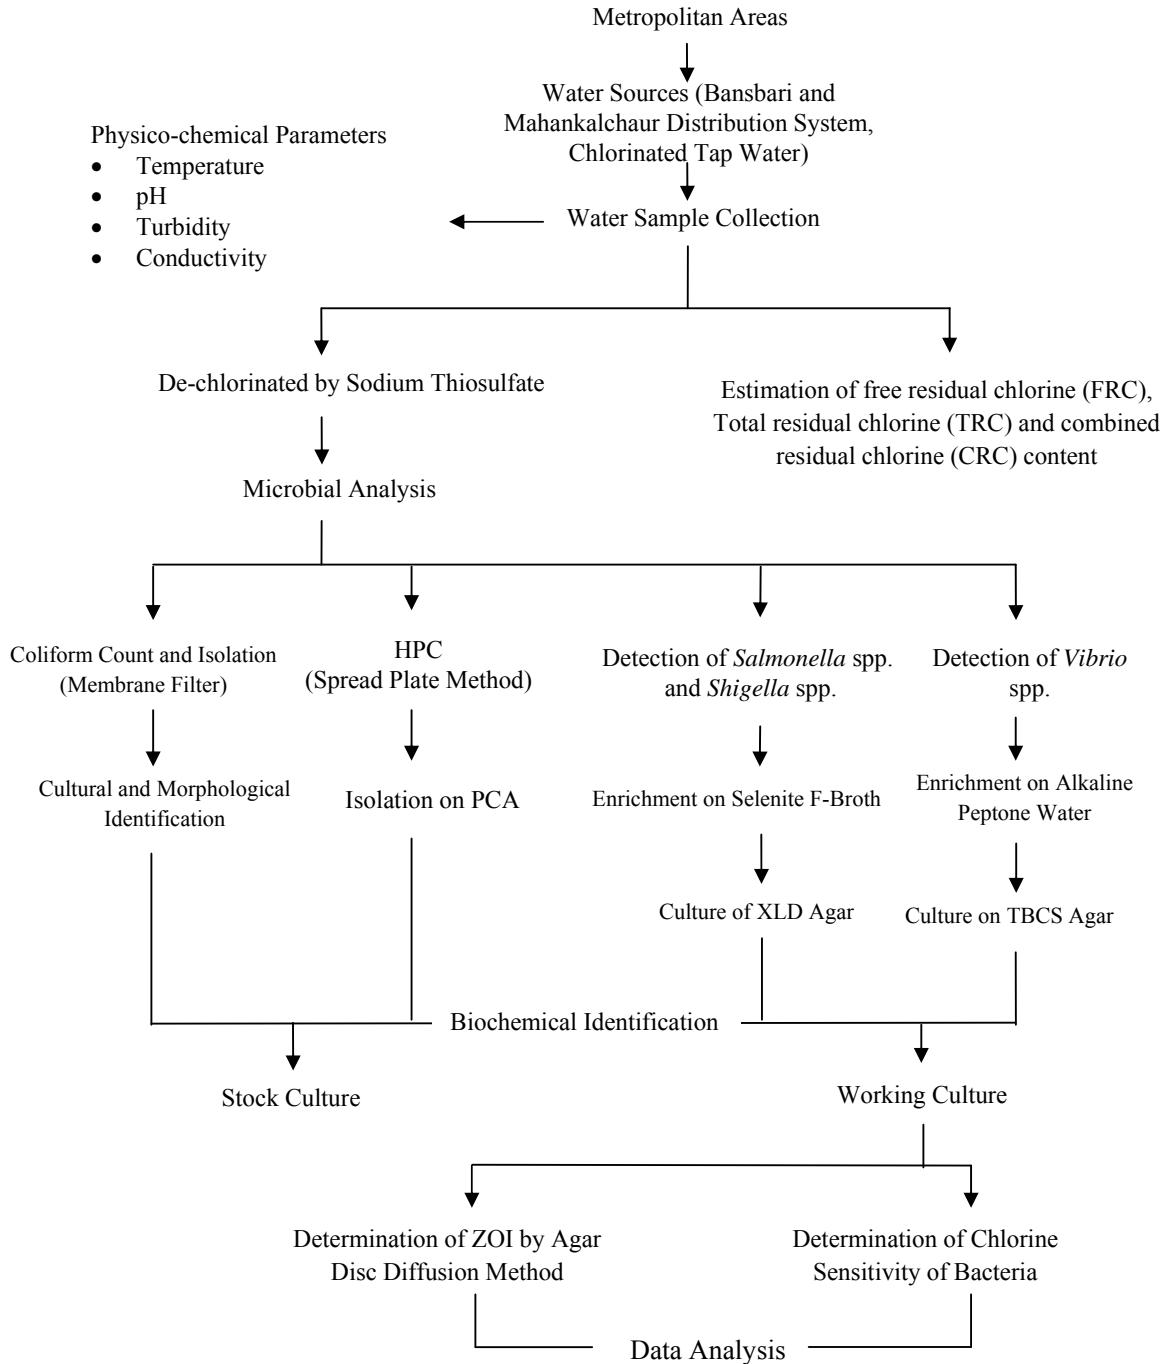 Metropolitan Areas
Water Sources (Bansbari and
Mahankalchaur Distribution System,
Chlorinated Tap Water)
Physico-chemical Parameters
• Temperature
• pH
• Turbidity
• Conductivity
Water Sample Collection
De-chlorinated by Sodium Thiosulfate
Estimation of free residual chlorine (FRC),
Total residual chlorine (TRC) and combined
residual chlorine (CRC) content
Microbial Analysis
Coliform Count and Isolation
(Membrane Filter)
HPC
(Spread Plate Method)
Detection of Salmonella spp.
and Shigella spp.
Detection of Vibrio
spp.
Cultural and Morphological
Identification
Isolation on PCA
Enrichment on Selenite F-Broth
Enrichment on Alkaline
Peptone Water
Culture of XLD Agar
Culture on TBCS Agar
Biochemical Identification
Stock Culture
Working Culture
Determination of ZOI by Agar
Disc Diffusion Method
Determination of Chlorine
Sensitivity of Bacteria
Data Analysis